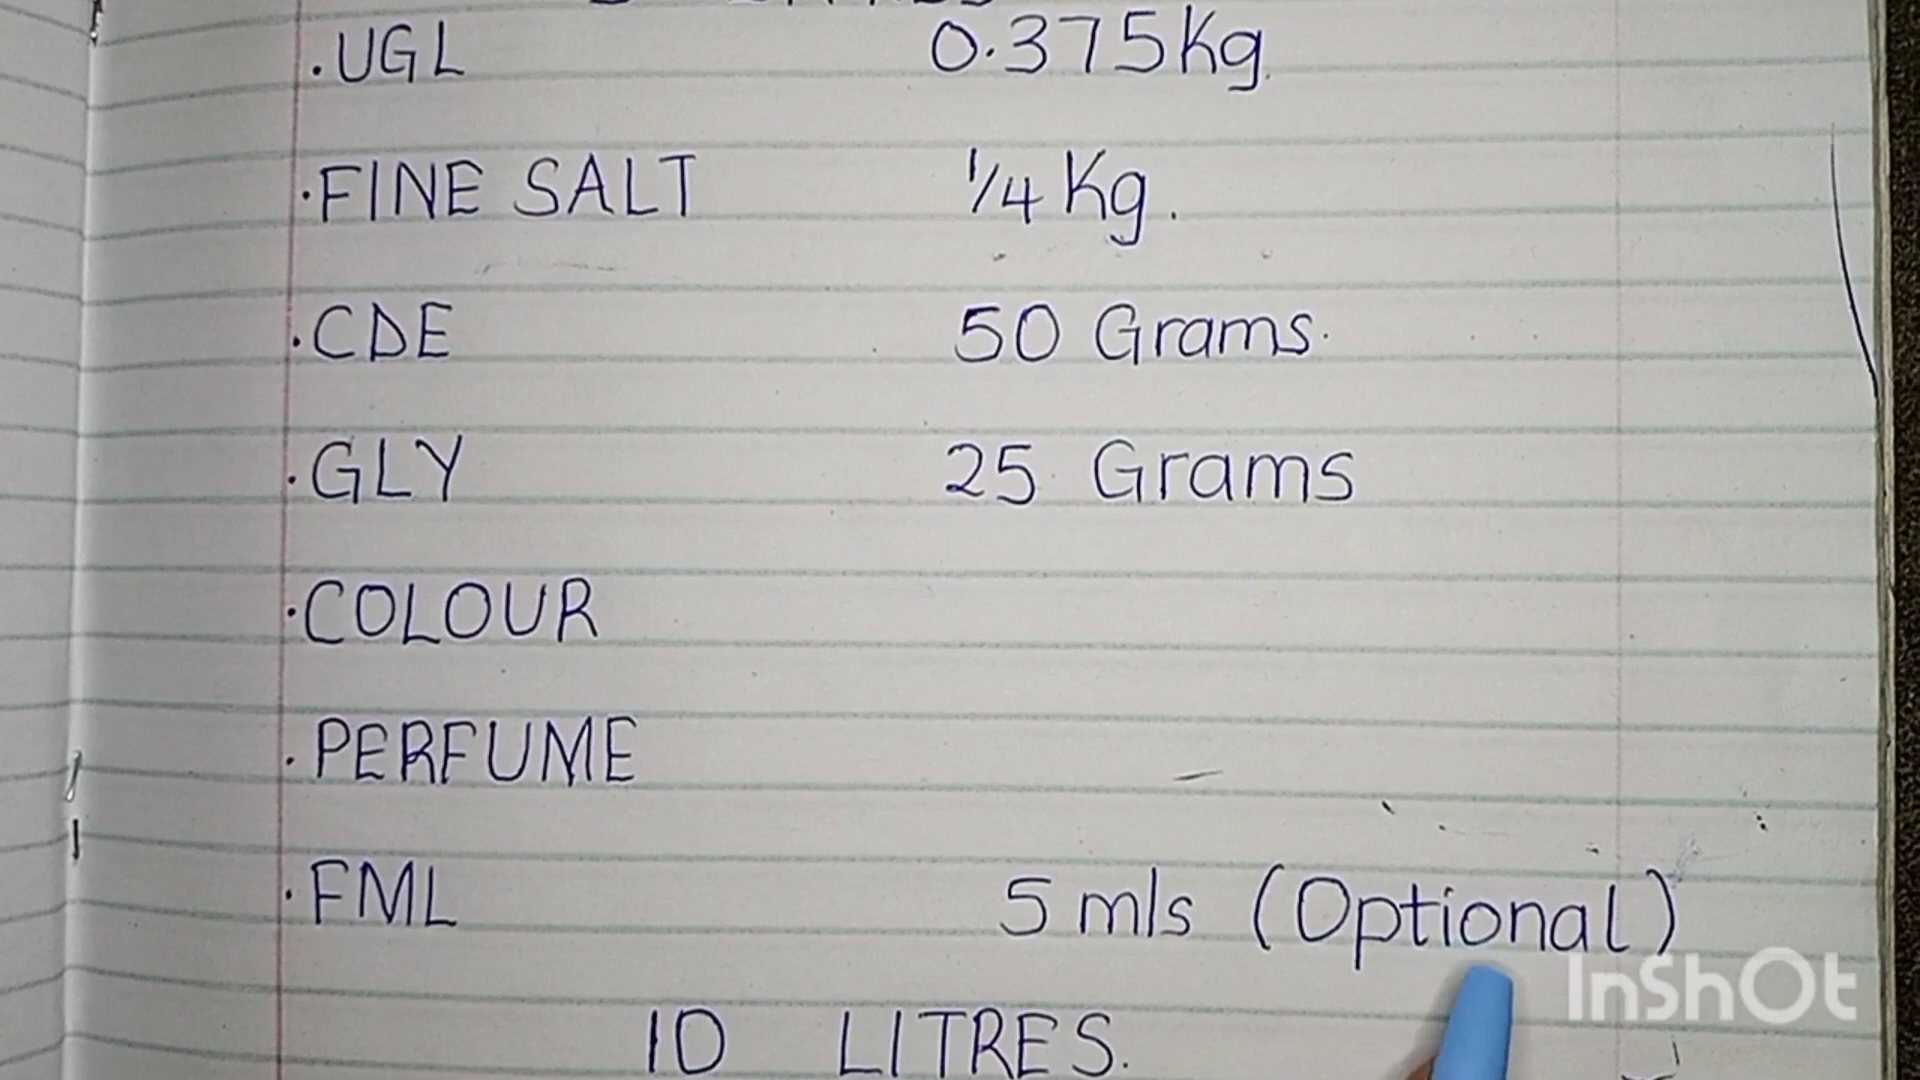 .UGL 0.375Kg.
.FINE SALT 1/4 Kg.
.CDE 50 Grams.
.GLY 25 Grams
.COLOUR
.PERFUME
.FML 5 mls (Optional)
InShOt
10 LITRES.